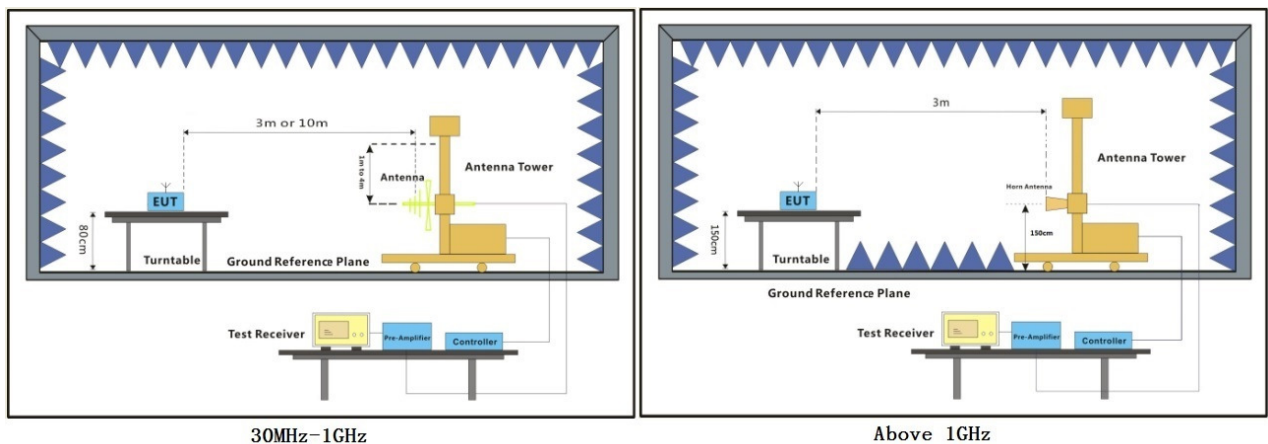 3m or 10m
1m to 4m
Antenna
Antenna Tower
EUT
80cm
Turntable
Ground Reference Plane
Test Receiver
Pre-Amplifier
Controller
30MHz-1GHz
3m
Antenna Tower
Horn Antenna
EUT
150cm
150cm
Turntable
Ground Reference Plane
Test Receiver
Pre-Amplifier
Controller
Above 1GHz